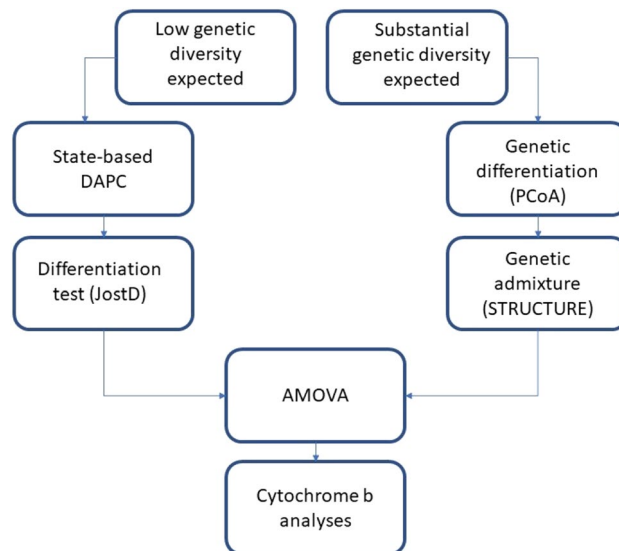 Low genetic
diversity
expected
Substantial
genetic diversity
expected
State-based
DAPC
Genetic
differentiation
(PCoA)
Differentiation
test (JostD)
Genetic
admixture
(STRUCTURE)
AMOVA
Cytochrome b
analyses